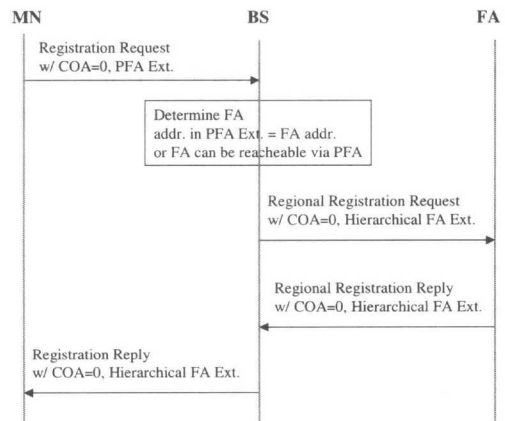 MN BS FA
Registration Request
w/ COA=0, PFA Ext.
Determine FA
addr. in PFA Ext. = FA addr.
or FA can be reacheable via PFA
Regional Registration Request
w/ COA=0, Hierarchical FA Ext.
Regional Registration Reply
w/ COA=0, Hierarchical FA Ext.
Registration Reply
w/ COA=0, Hierarchical FA Ext.